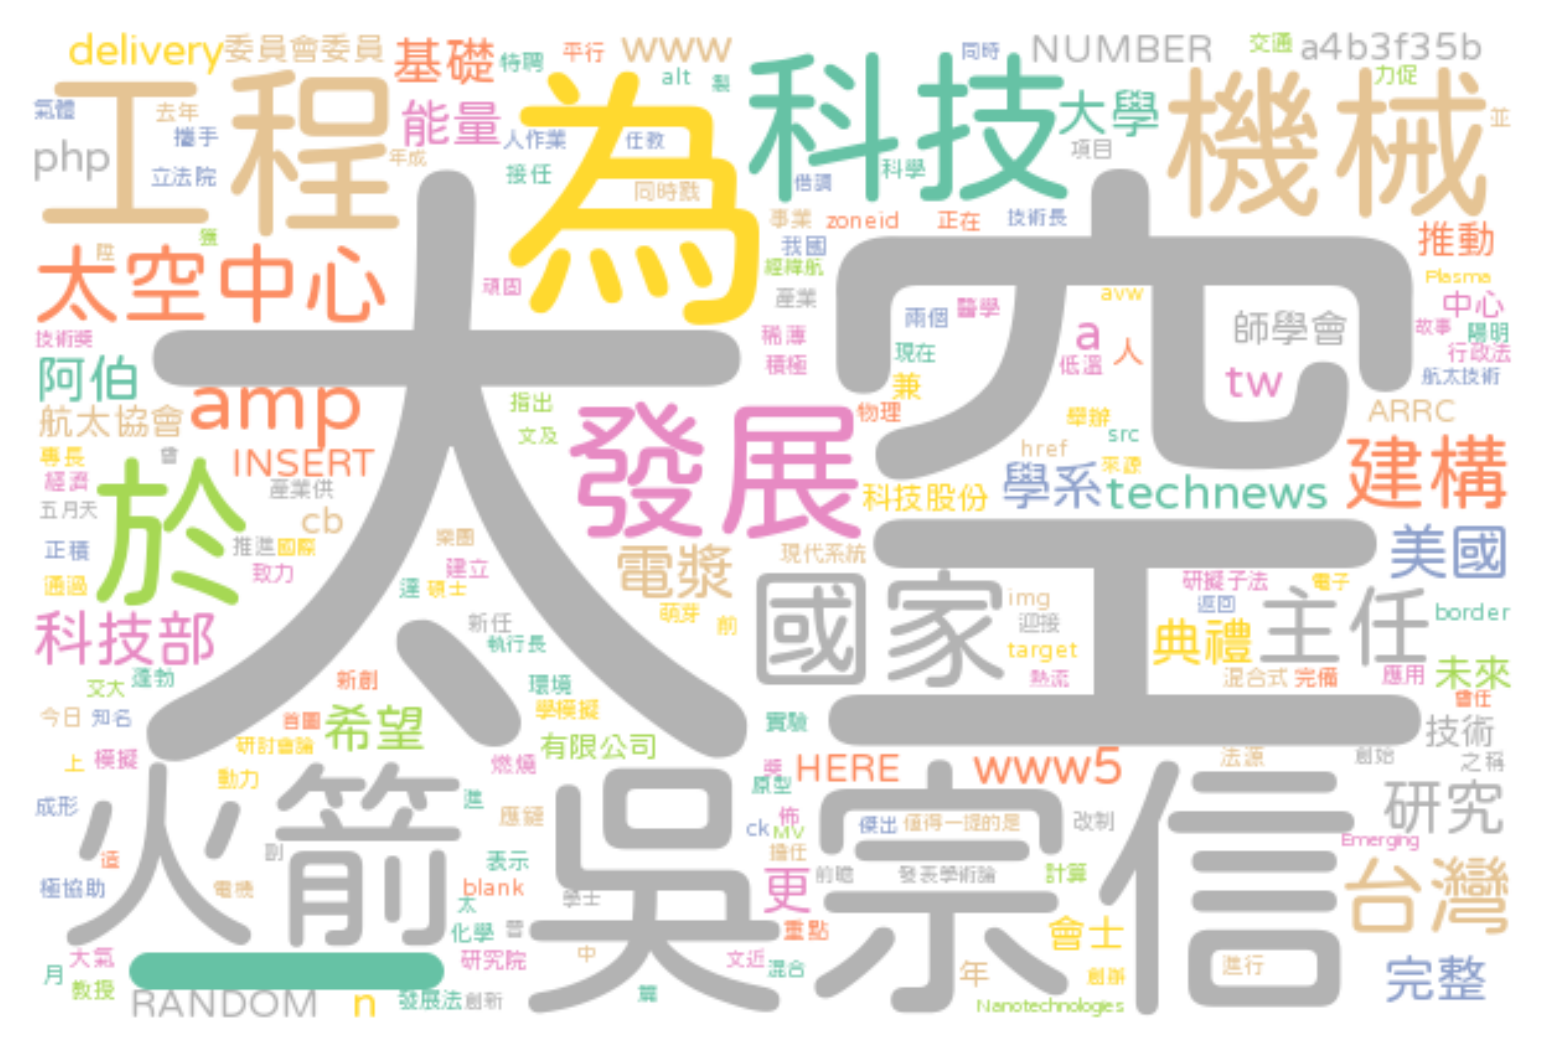 delivery
委員會委員
基礎
特聘
平行
www
同時
NUMBER
交通
a4b3f35b
alt
製
力促
工程
為
科技
機械
氣體
去年
能量
大學
並
攜手
人作業
任教
項目
php
年成
立法院
接任
科學
借調
同時戮
事業
zoneid
正在
技術長
獲
陞
我國
推動
太空中心
經緯航
Plasma
頑固
產業
avw
中心
太空
兩個
醫學
師學會
故事
陽明
技術獎
稀薄
a
現在
人
行政法
阿伯
積極
低溫
航太技術
兼
tw
amp
指出
發展
物理
舉辦
ARRC
航太協會
文及
src
專長
曾
INSERT
href
來源
建構
經濟
產業供
科技股份
學系
technews
五月天
於
cb
正積
推進
國際
樂團
現代系統
美國
致力
建立
電漿
通過
達
碩士
研擬子法
電子
國家
img
返回
主任
border
科技部
新任
萌芽
前
迎接
典禮
執行長
target
交大
蓬勃
新創
環境
熱流
混合式
完備
應用
未來
曾任
今日
知名
首圖
希望
學模擬
實驗
技術
研討會論
有限公司
上
模擬
動力
燃燒
獎
HERE
www5
法源
創始
之稱
原型
火箭
吳宗信
成形
進
應鏈
佈
ck
MV
傑出
值得一提的是
改制
研究
造
副
表示
擔任
Emerging
極協助
電機
blank
學士
更
前瞻
發表學術論
計算
台灣
太
化學
曾
重點
會士
一
大氣
研究院
中
文近
混合
年
創辦
進行
完整
月
教授
RANDOM
n
發展法
創新
篇
Nanotechnologies